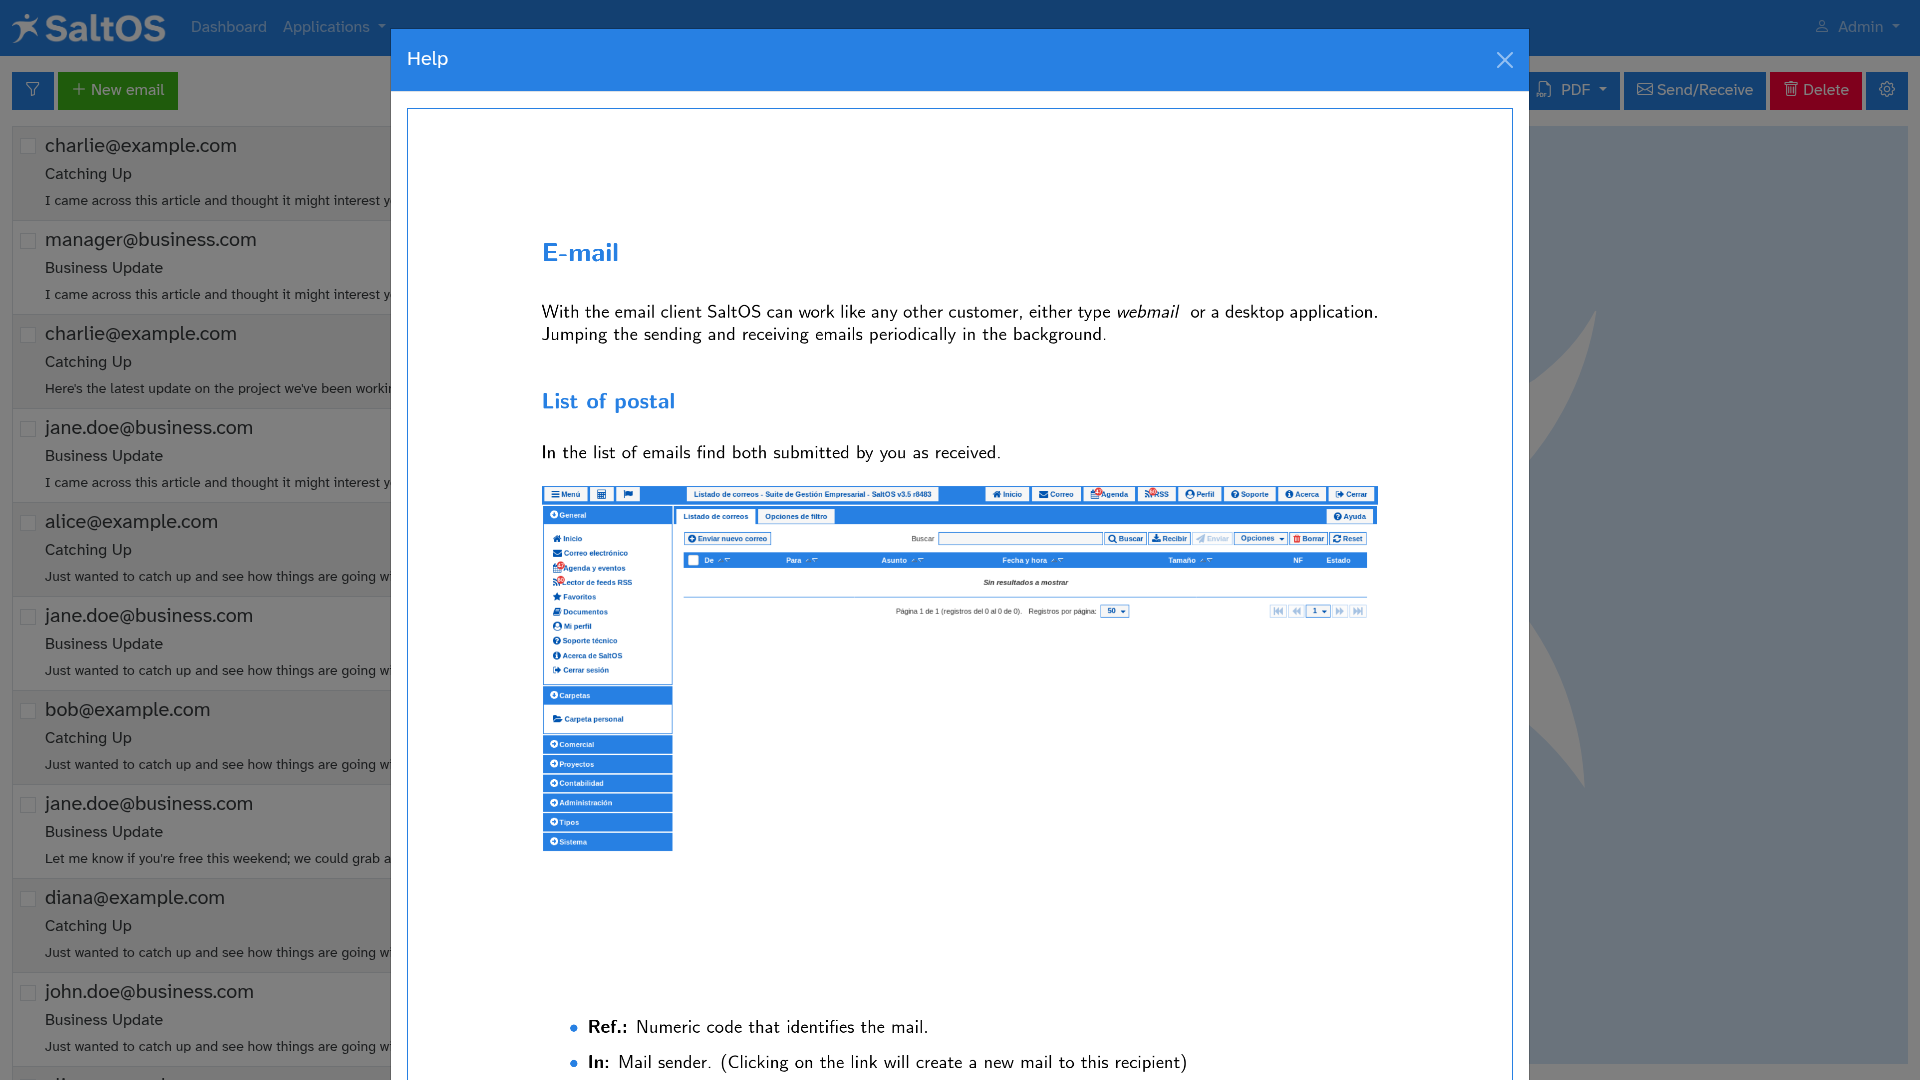 SaltOS
Dashboard
Applications
Admin
Help
New email
PDF
Send/Receive
Delete
charlie@example.com
Catching Up
I came across this article and thought it might interest y
manager@business.com
Business Update
I came across this article and thought it might interest y
charlie@example.com
Catching Up
Here's the latest update on the project we've been workin
jane.doe@business.com
Business Update
I came across this article and thought it might interest y
alice@example.com
Catching Up
Just wanted to catch up and see how things are going w
jane.doe@business.com
Business Update
Just wanted to catch up and see how things are going w
bob@example.com
Catching Up
Just wanted to catch up and see how things are going w
jane.doe@business.com
Business Update
Let me know if you're free this weekend; we could grab a
diana@example.com
Catching Up
Just wanted to catch up and see how things are going w
john.doe@business.com
Business Update
Just wanted to catch up and see how things are going w
E-mail
With the email client SaltOS can work like any other customer, either type webmail or a desktop application.
Jumping the sending and receiving emails periodically in the background.
List of postal
In the list of emails find both submitted by you as received.
Menú
Listado de correos - Suite de Gestión Empresarial - SaltOS v3.5 r6483
Inicio
Correo
Agenda
RSS
Perfil
Soporte
Acerca
Cerrar
General
Listado de correos
Opciones de filtro
Ayuda
Inicio
Correo electrónico
Agenda y eventos
Lector de feeds RSS
Favoritos
Documentos
Mi perfil
Soporte técnico
Acerca de SaltOS
Cerrar sesión
Carpetas
Carpeta personal
Comercial
Proyectos
Contabilidad
Administración
Tipos
Sistema
Enviar nuevo correo
Buscar
Buscar
Recibir
Enviar
Opciones
Borrar
Reset
De
Para
Asunto
Fecha y hora
Tamaño
NF
Estado
Sin resultados a mostrar
Página 1 de 1 (registros del 0 al 0 de 0).
Registros por página:
50
1
Ref.: Numeric code that identifies the mail.
In: Mail sender. (Clicking on the link will create a new mail to this recipient)